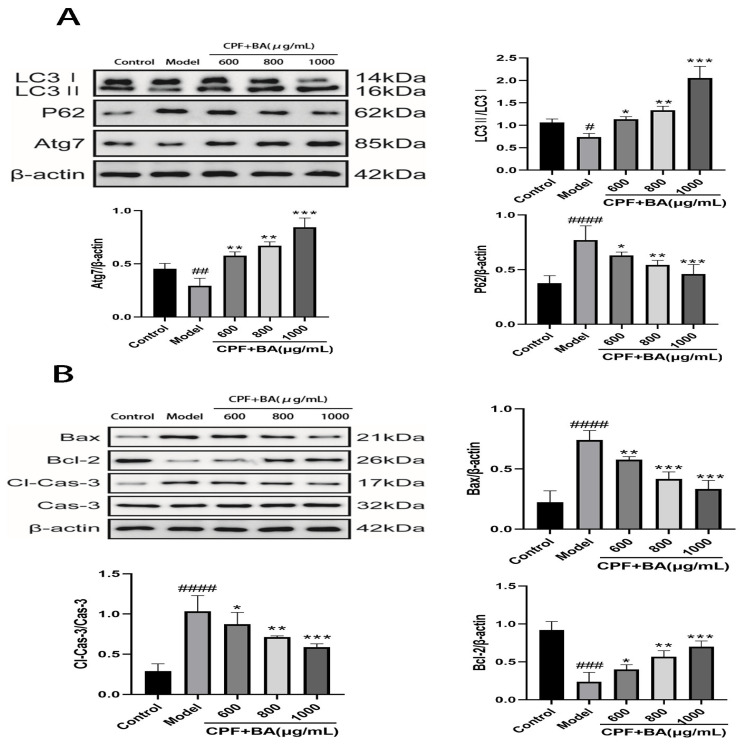 A
CPF+BA(μg/mL)
Control Model 600 800 1000
LC3 Ⅰ 14kDa
LC3 Ⅱ 16kDa
P62 62kDa
Atg7 85kDa
β-actin 42kDa
LC3Ⅱ/LC3Ⅰ
2.5
2.0
1.5
1.0
0.5
0.0
# * ** ***
Control Model 600 800 1000
CPF+BA(μg/mL)
Atg7/β-actin
1.0
0.5
0.0
## ** ** ***
Control Model 600 800 1000
CPF+BA(μg/mL)
P62/β-actin
1.0
0.5
0.0
#### * ** ***
Control Model 600 800 1000
CPF+BA(μg/mL)
B
CPF+BA(μg/mL)
Control Model 600 800 1000
Bax 21kDa
Bcl-2 26kDa
Cl-Cas-3 17kDa
Cas-3 32kDa
β-actin 42kDa
Bax/β-actin
1.0
0.5
0.0
#### ** *** ***
Control Model 600 800 1000
CPF+BA(μg/mL)
Cl-Cas-3/Cas-3
1.5
1.0
0.5
0.0
#### * ** ***
Control Model 600 800 1000
CPF+BA(μg/mL)
Bcl-2/β-actin
1.5
1.0
0.5
0.0
### * ** ***
Control Model 600 800 1000
CPF+BA(μg/mL)